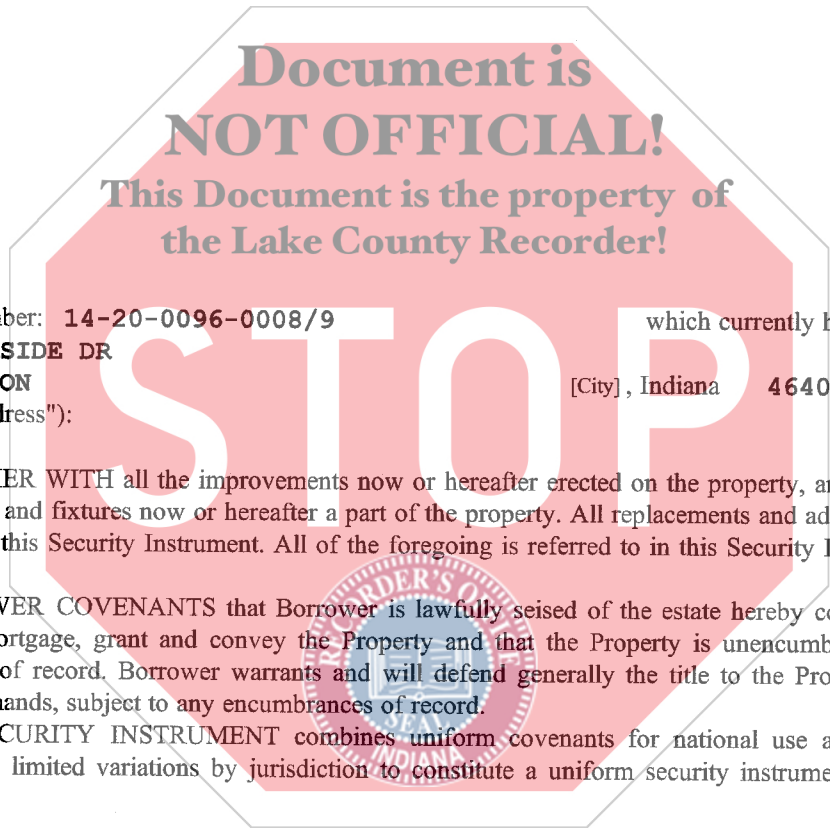 Document is
NOT OFFICIAL!
This Document is the property of
the Lake County Recorder!
STOP
ber: 14-20-0096-0008/9 which currently h
SIDE DR
ON [City], Indiana 4640
dress"):
ER WITH all the improvements now or hereafter erected on the property, a
and fixtures now or hereafter a part of the property. All replacements and ad
this Security Instrument. All of the foregoing is referred to in this Security I
VER COVENANTS that Borrower is lawfully seised of the estate hereby co
ortgage, grant and convey the Property and that the Property is unencumb
of record. Borrower warrants and will defend generally the title to the Pro
ands, subject to any encumbrances of record.
CURITY INSTRUMENT combines uniform covenants for national use a
limited variations by jurisdiction to constitute a uniform security instrume
RECORDER'S OFFICE
SEAL
INDIANA